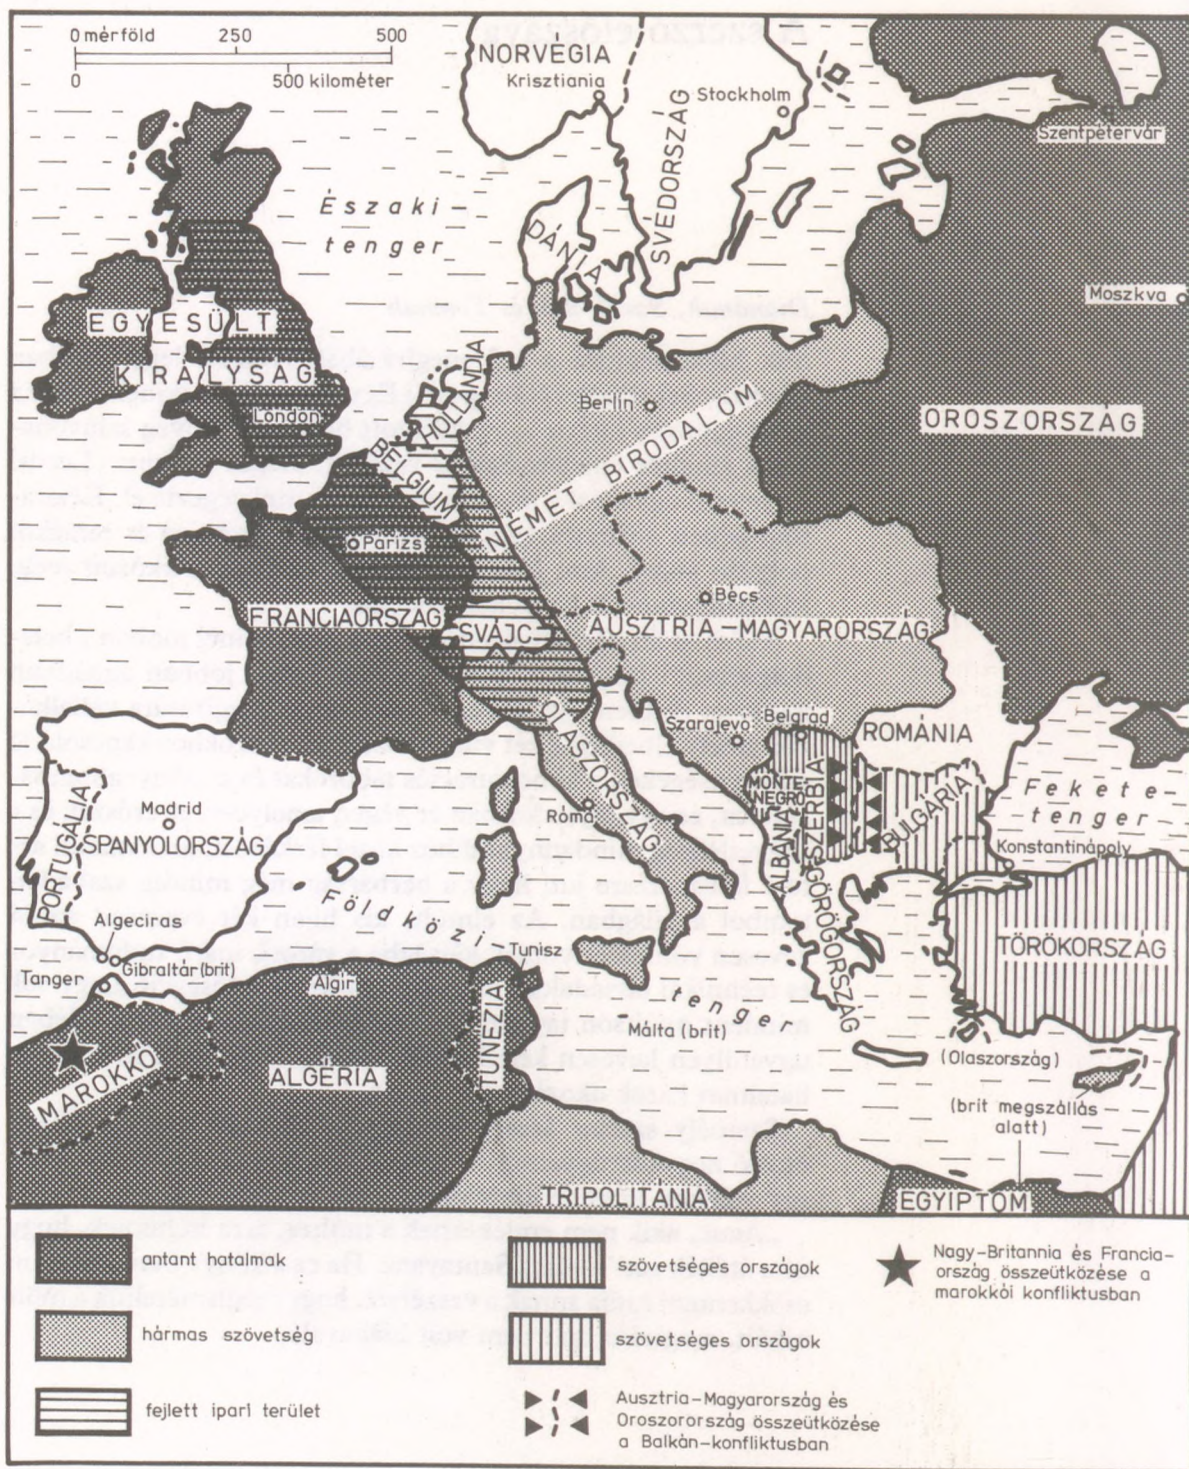 0 mérföld 250 500
0 500 kilométer
NORVÉGIA
Krisztiania
Stockholm
SVÉDORSZÁG
Szentpétervár
Északi-
tenger
DÁNIA
Moszkva
EGYESÜLT
KIRÁLYSÁG
London
HOLLANDIA
BELGIUM
Berlin
NÉMET BIRODALOM
OROSZORSZÁG
Párizs
Bécs
FRANCIAORSZÁG
SVÁJC
AUSZTRIA-MAGYARORSZÁG
OLASZORSZÁG
Szarajevó
Belgrád
ROMÁNIA
MONTE-
NEGRÓ
SZERBIA
BULGÁRIA
Fekete-
tenger
Konstantinápoly
Madrid
PORTUGÁLIA
SPANYOLORSZÁG
Róma
ALBÁNIA
GÖRÖGORSZÁG
TÖRÖKORSZÁG
Algeciras
Gibraltár (brit)
Tanger
Földközi-
tenger
Algír
Tunisz
Málta (brit)
MAROKKÓ
ALGÉRIA
TUNÉZIA
(Olaszország)
(brit megszállás
alatt)
TRIPOLITÁNIA
EGYIPTOM
antant hatalmak
hármas szövetség
fejlett ipari terület
szövetséges országok
szövetséges országok
Ausztria-Magyarország és
Oroszorország összeütközése
a Balkán-konfliktusban
Nagy-Britannia és Francia-
ország összeütközése a
marokkói konfliktusban